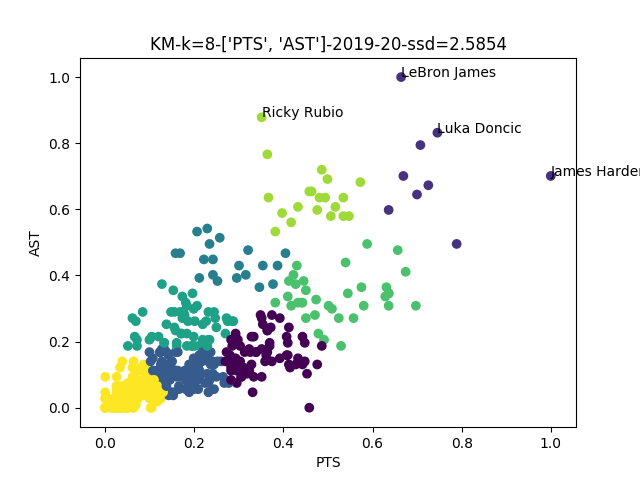 KM-k=8-['PTS', 'AST']-2019-20-ssd=2.5854
LeBron James
Ricky Rubio
Luka Doncic
James Harden
1.0
0.8
0.6
0.4
0.2
0.0
AST
0.0 0.2 0.4 0.6 0.8 1.0
PTS